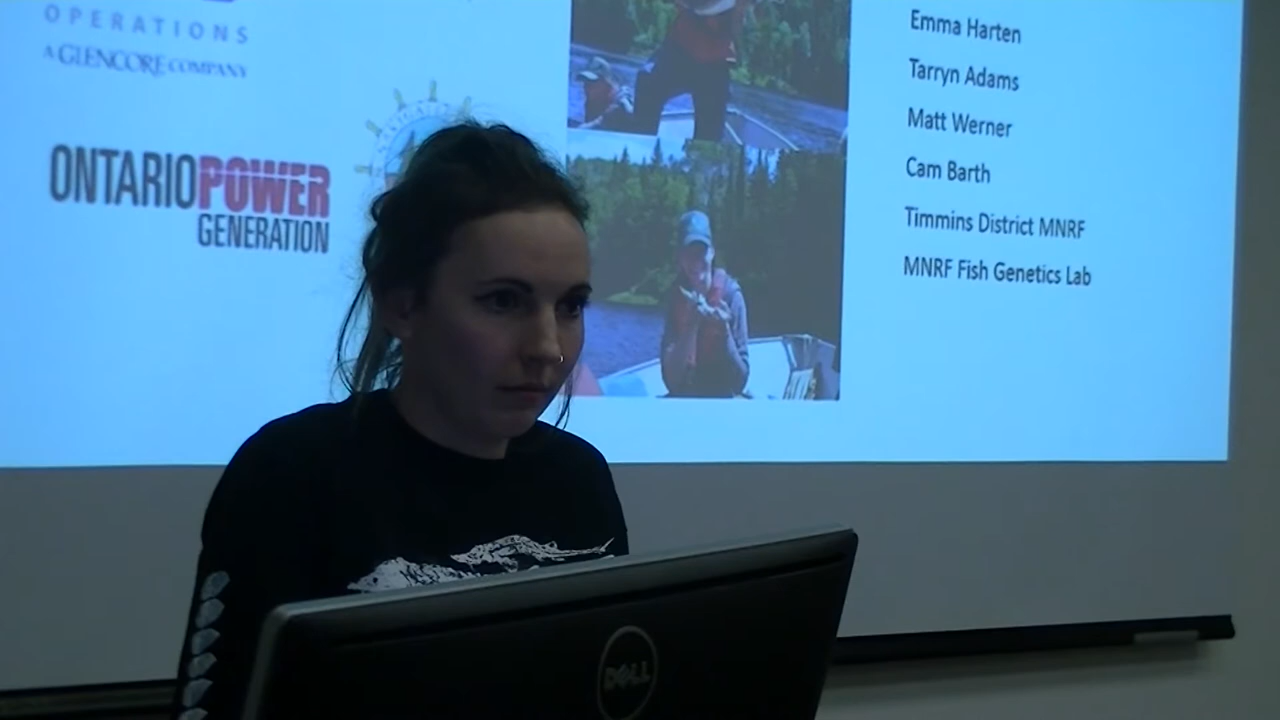 OPERATIONS
A GLENCORE COMPANY
ONTARIOPOWER
GENERATION
Emma Harten
Tarryn Adams
Matt Werner
Cam Barth
Timmins District MNRF
MNRF Fish Genetics Lab
DELL